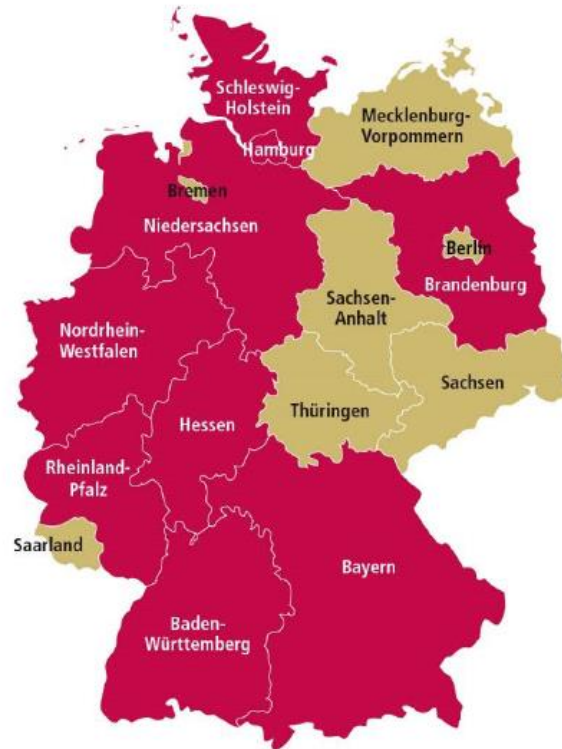 Schleswig-
Holstein
Mecklenburg-
Vorpommern
Hamburg
Bremen
Niedersachsen
Berlin
Brandenburg
Sachsen-
Anhalt
Nordrhein-
Westfalen
Sachsen
Thüringen
Hessen
Rheinland-
Pfalz
Saarland
Bayern
Baden-
Württemberg